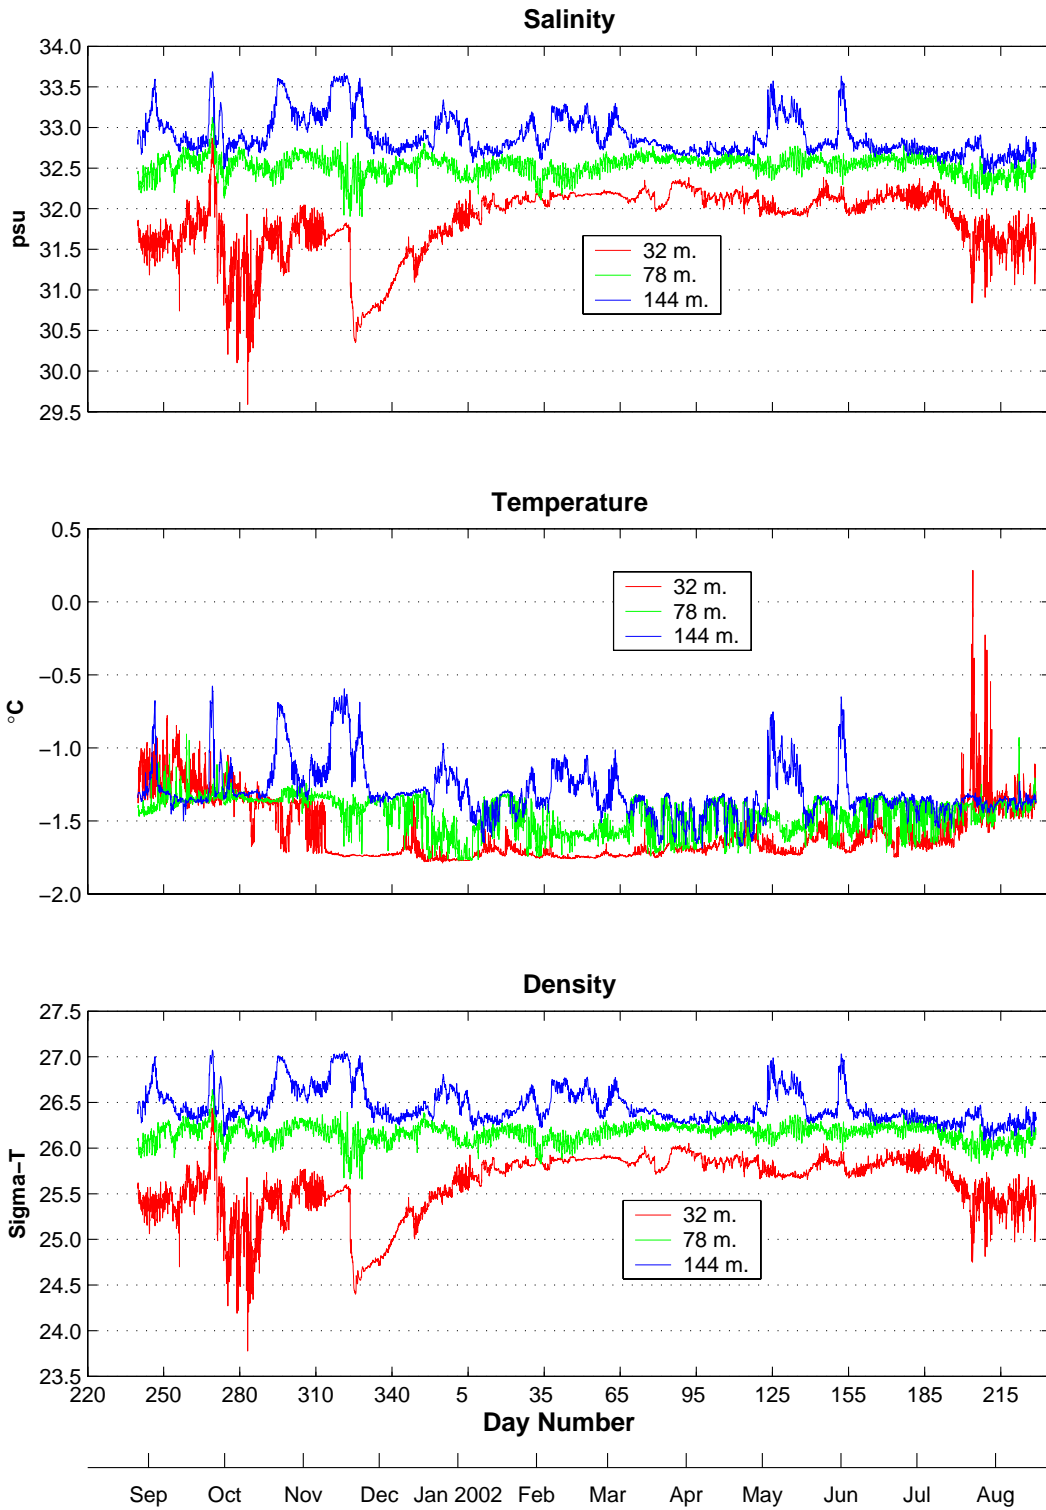 Salinity
34.0
33.5
33.0
32.5
32.0
31.5
31.0
30.5
30.0
29.5
psu
32 m.
78 m.
144 m.
Temperature
0.5
0.0
−0.5
−1.0
−1.5
−2.0
°C
32 m.
78 m.
144 m.
Density
27.5
27.0
26.5
26.0
25.5
25.0
24.5
24.0
23.5
Sigma−T
32 m.
78 m.
144 m.
220 250 280 310 340 5 35 65 95 125 155 185 215
Day Number
Sep Oct Nov Dec Jan 2002 Feb Mar Apr May Jun Jul Aug